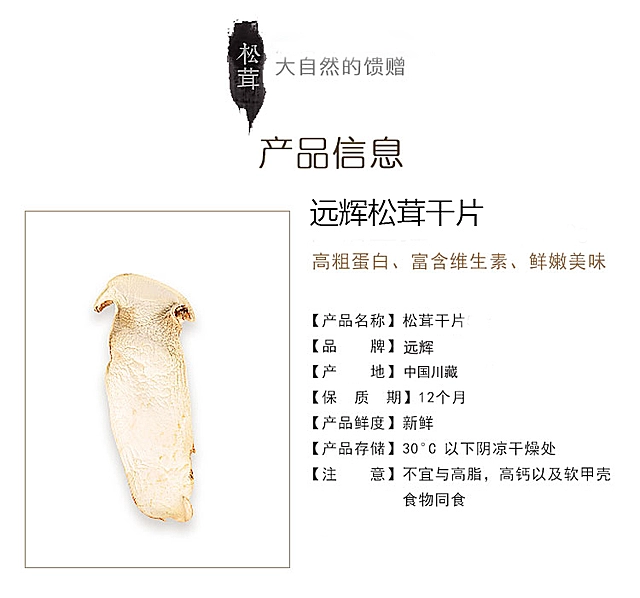 松茸
大自然的馈赠
产品信息
远辉松茸干片
高粗蛋白、富含维生素、鲜嫩美味
【产品名称】松茸干片
【品 牌】远辉
【产 地】中国川藏
【保 质 期】12个月
【产品鲜度】新鲜
【产品存储】30°C 以下阴凉干燥处
【注 意】不宜与高脂，高钙以及软甲壳
食物同食